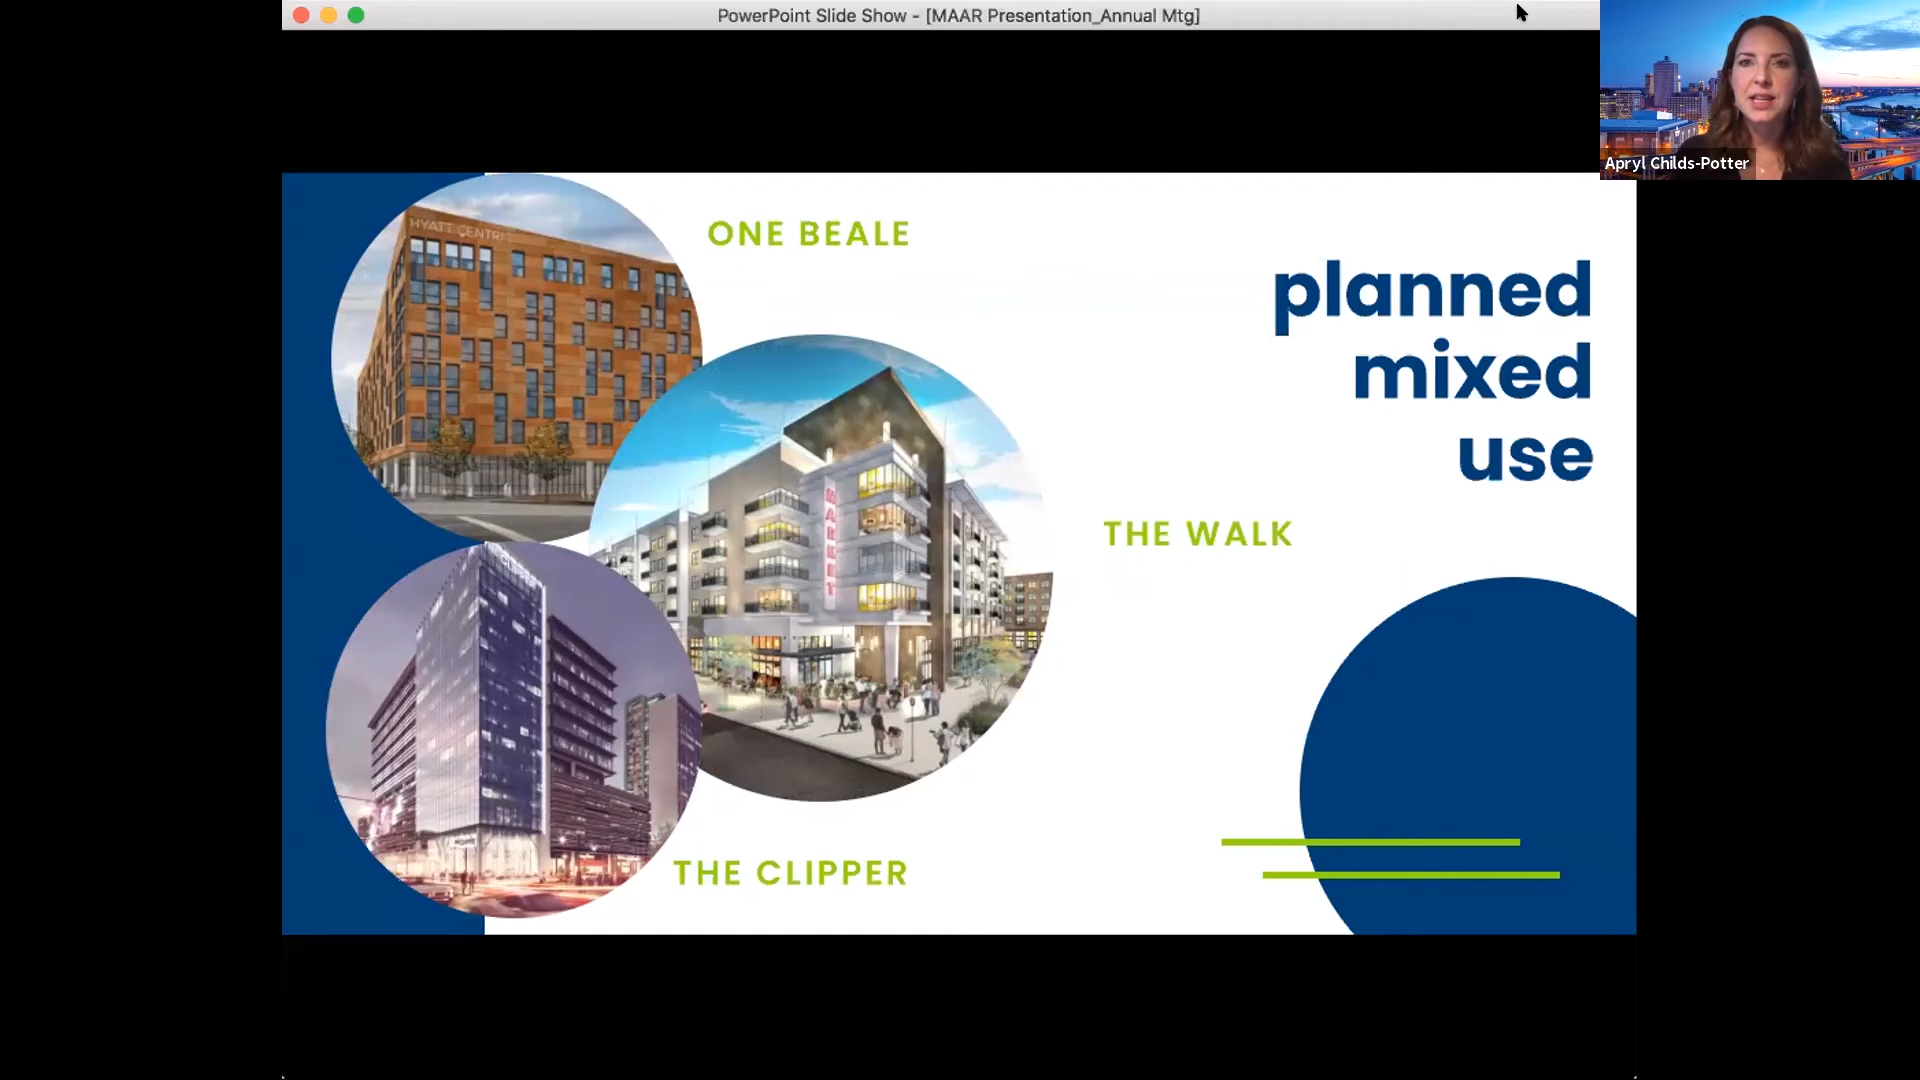 PowerPoint Slide Show - [MAAR Presentation_Annual Mtg]
Apryl Childs-Potter
HYATT CENTRIC
ONE BEALE
planned
mixed
use
MARKET
THE WALK
CLIPPER
THE CLIPPER